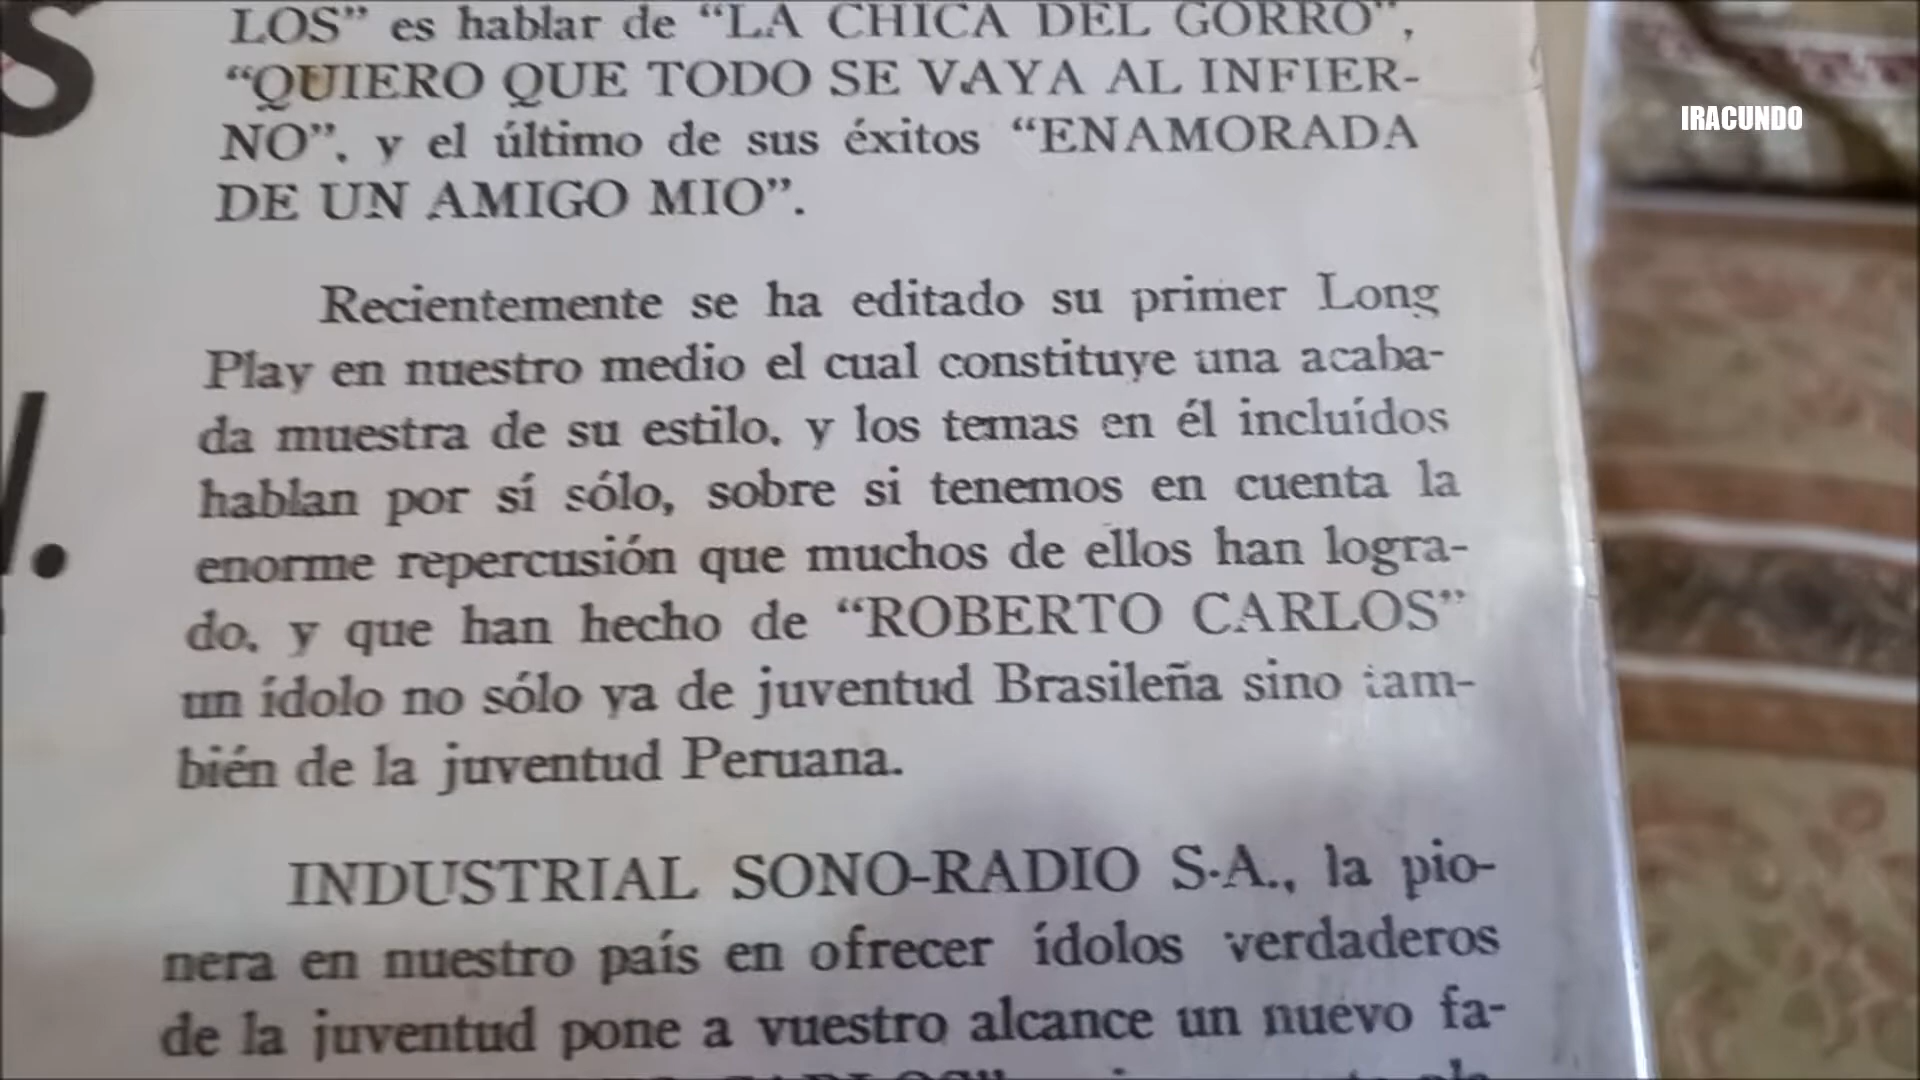 S
LOS” es hablar de “LA CHICA DEL GORRO”,
“QUIERO QUE TODO SE VAYA AL INFIER-
NO”. y el último de sus éxitos “ENAMORADA
DE UN AMIGO MIO”.
Recientemente se ha editado su primer Long
Play en nuestro medio el cual constituye una acaba-
da muestra de su estilo. y los temas en él incluídos
hablan por sí sólo, sobre si tenemos en cuenta la
enorme repercusión que muchos de ellos han logra-
do. y que han hecho de “ROBERTO CARLOS”
un ídolo no sólo ya de juventud Brasileña sino tam-
bién de la juventud Peruana.
INDUSTRIAL SONO-RADIO S.A., la pio-
nera en nuestro país en ofrecer ídolos verdaderos
de la juventud pone a vuestro alcance un nuevo fa-
IRACUNDO